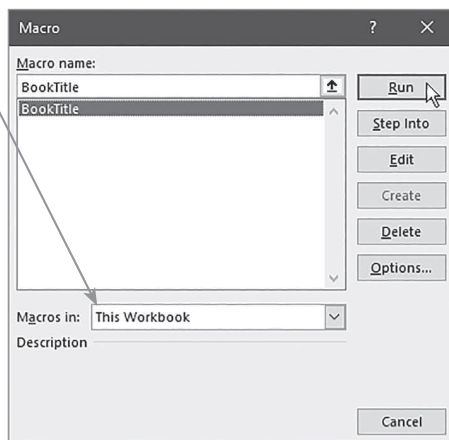 Macro ? ×
Macro name:
BookTitle
BookTitle
Run
Step Into
Edit
Create
Delete
Options...
Macros in: This Workbook
Description
Cancel